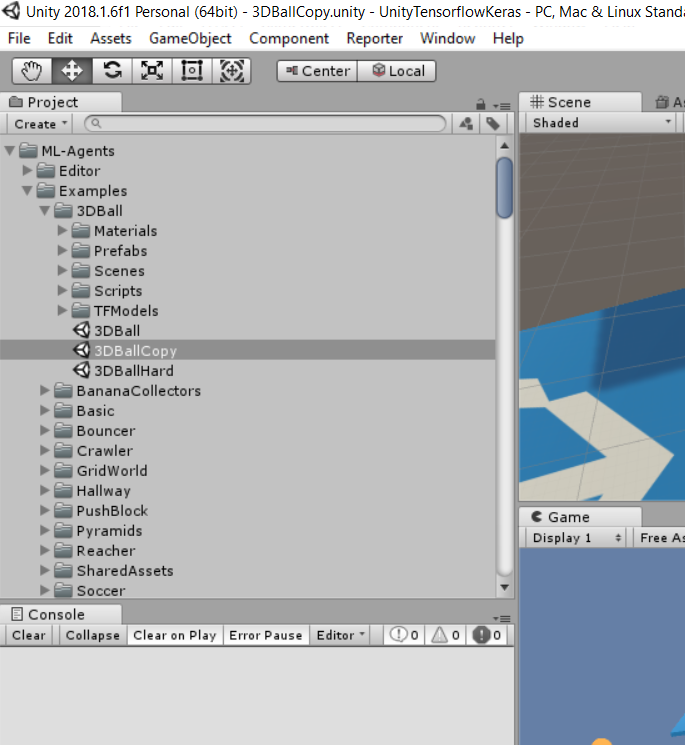 Unity 2018.1.6f1 Personal (64bit) - 3DBallCopy.unity - UnityTensorflowKeras - PC, Mac & Linux Standa
File Edit Assets GameObject Component Reporter Window Help
Center Local
Project
Create
ML-Agents
Editor
Examples
3DBall
Materials
Prefabs
Scenes
Scripts
TFModels
3DBall
3DBallCopy
3DBallHard
BananaCollectors
Basic
Bouncer
Crawler
GridWorld
Hallway
PushBlock
Pyramids
Reacher
SharedAssets
Soccer
Console
Clear Collapse Clear on Play Error Pause Editor 0 0 0
Scene As
Shaded
Game
Display 1 Free As